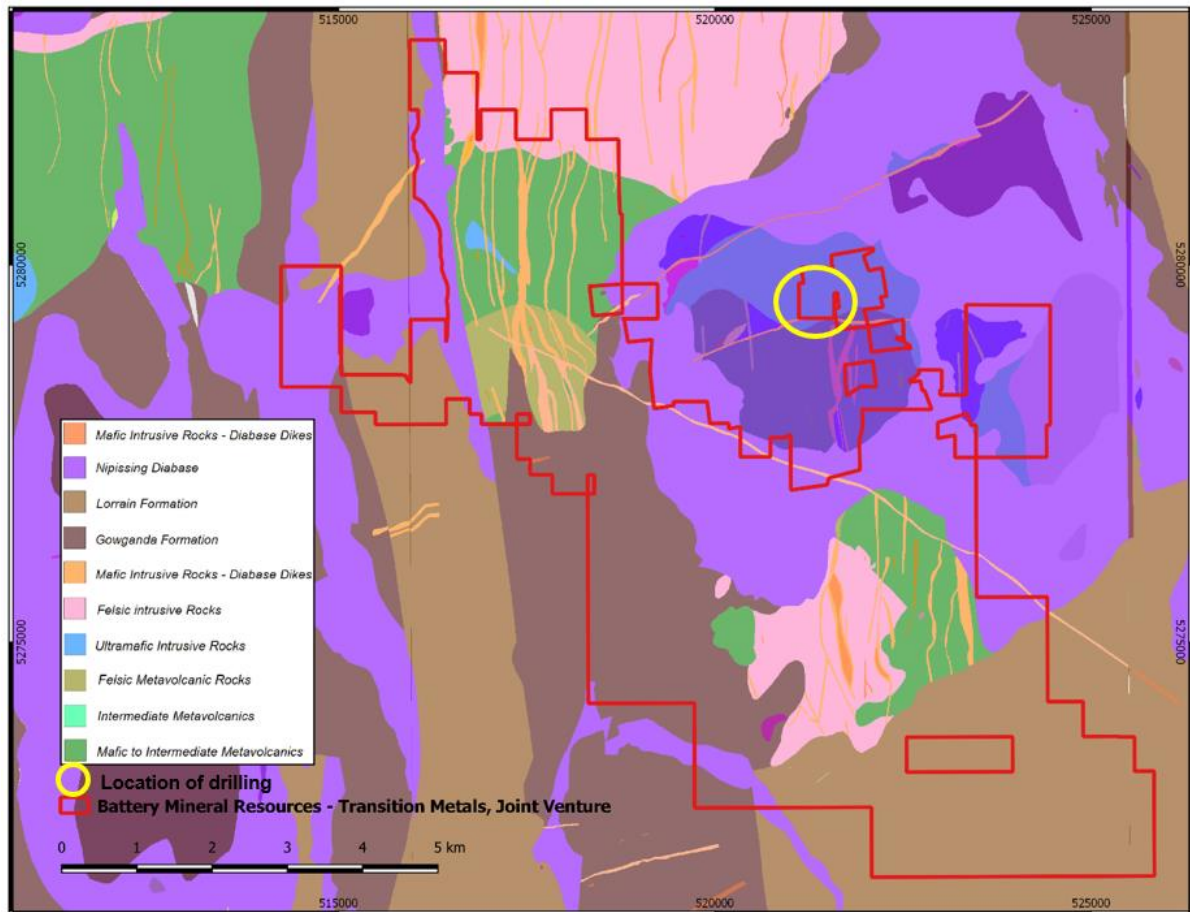 515000
520000
525000
5280000
5280000
Mafic Intrusive Rocks - Diabase Dikes
Nipissing Diabase
Lorrain Formation
Gowganda Formation
Mafic Intrusive Rocks - Diabase Dikes
Felsic intrusive Rocks
Ultramafic Intrusive Rocks
Felsic Metavolcanic Rocks
Intermediate Metavolcanics
Mafic to Intermediate Metavolcanics
Location of drilling
Battery Mineral Resources - Transition Metals, Joint Venture
5275000
5275000
0 1 2 3 4 5 km
515000
520000
525000